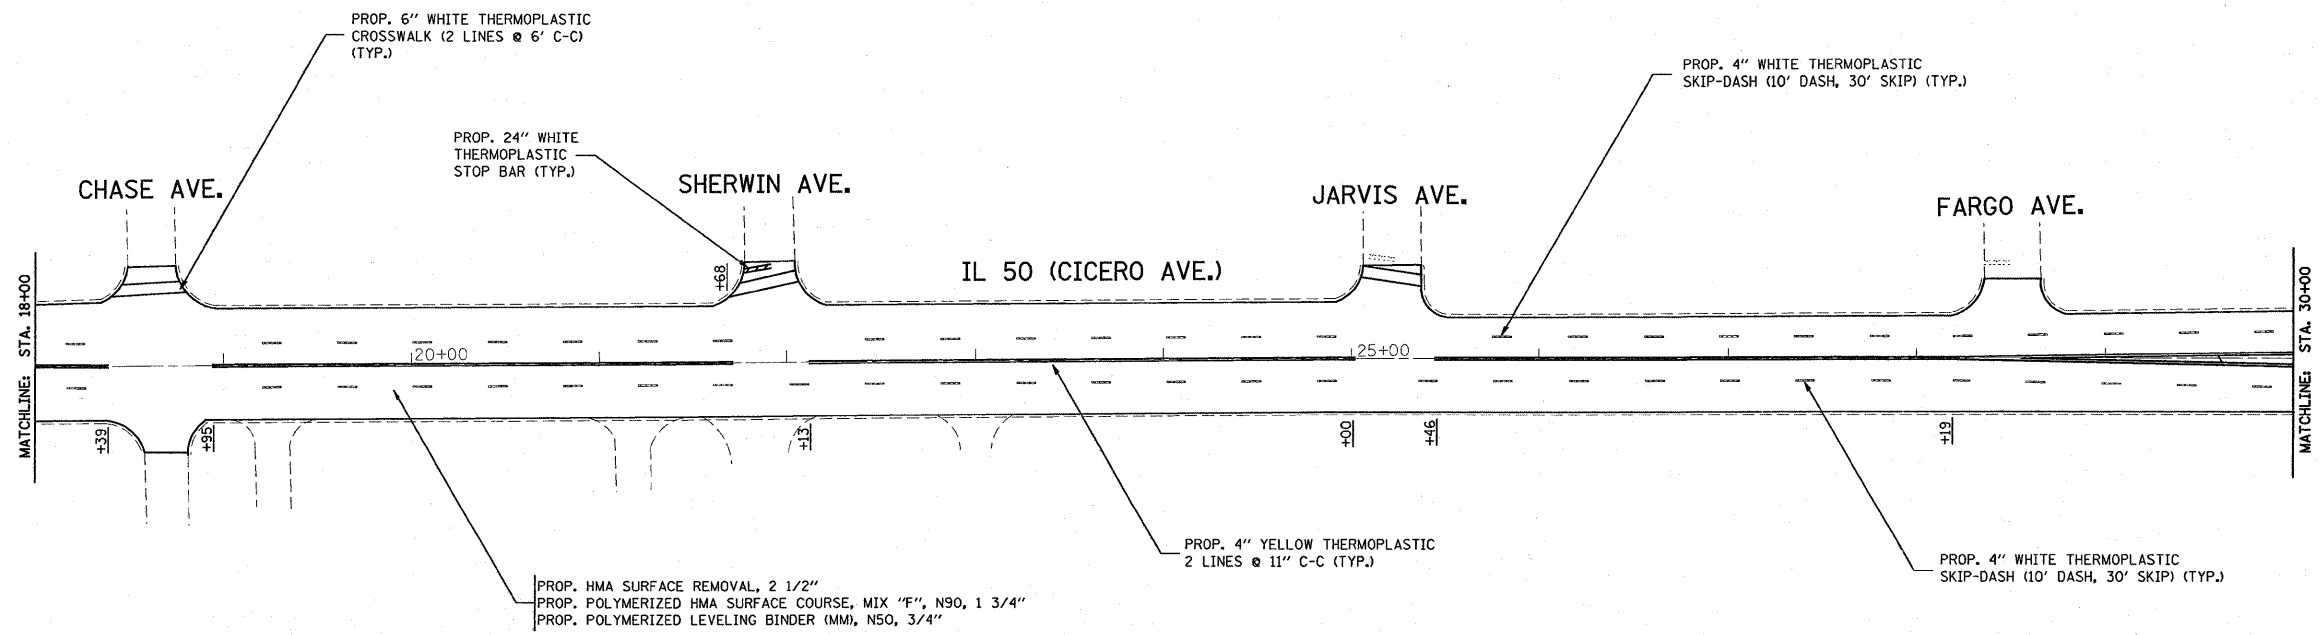 PROP. 6" WHITE THERMOPLASTIC
CROSSWALK (2 LINES @ 6' C-C)
(TYP.)
PROP. 4" WHITE THERMOPLASTIC
SKIP-DASH (10' DASH, 30' SKIP) (TYP.)
PROP. 24" WHITE
THERMOPLASTIC
STOP BAR (TYP.)
CHASE AVE.
SHERWIN AVE.
JARVIS AVE.
FARGO AVE.
IL 50 (CICERO AVE.)
MATCHLINE: STA. 18+00
+68
20+00
25+00
MATCHLINE: STA. 30+00
+39
+95
+13
+00
+46
+19
PROP. 4" YELLOW THERMOPLASTIC
2 LINES @ 11" C-C (TYP.)
PROP. 4" WHITE THERMOPLASTIC
SKIP-DASH (10' DASH, 30' SKIP) (TYP.)
PROP. HMA SURFACE REMOVAL, 2 1/2"
PROP. POLYMERIZED HMA SURFACE COURSE, MIX "F", N90, 1 3/4"
PROP. POLYMERIZED LEVELING BINDER (MM), N50, 3/4"